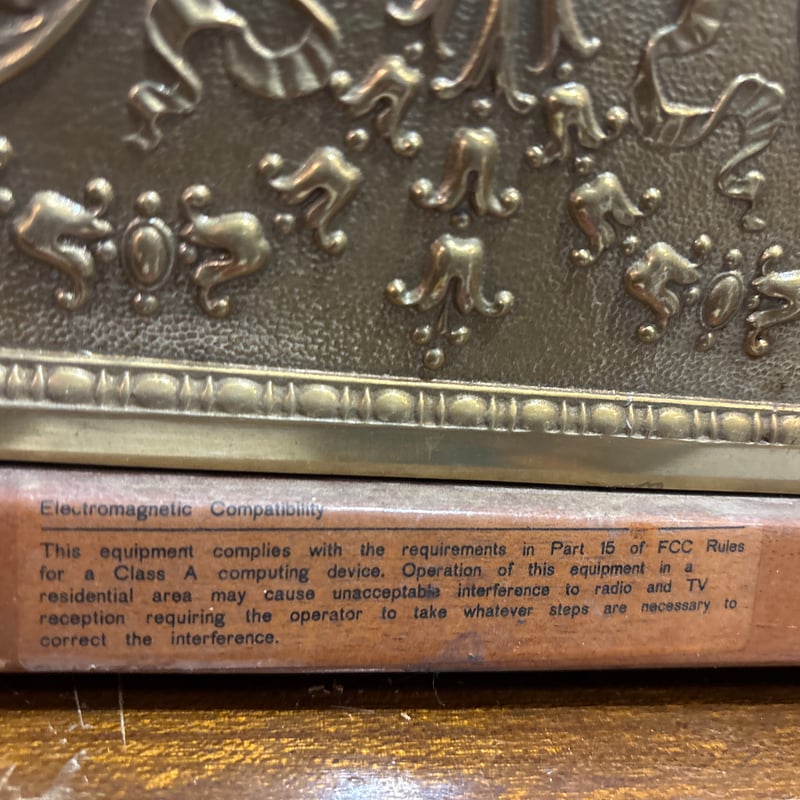 Electromagnetic Compatibility
This equipment complies with the requirements in Part 15 of FCC Rules
for a Class A computing device. Operation of this equipment in a
residential area may cause unacceptable interference to radio and TV
reception requiring the operator to take whatever steps are necessary to
correct the interference.